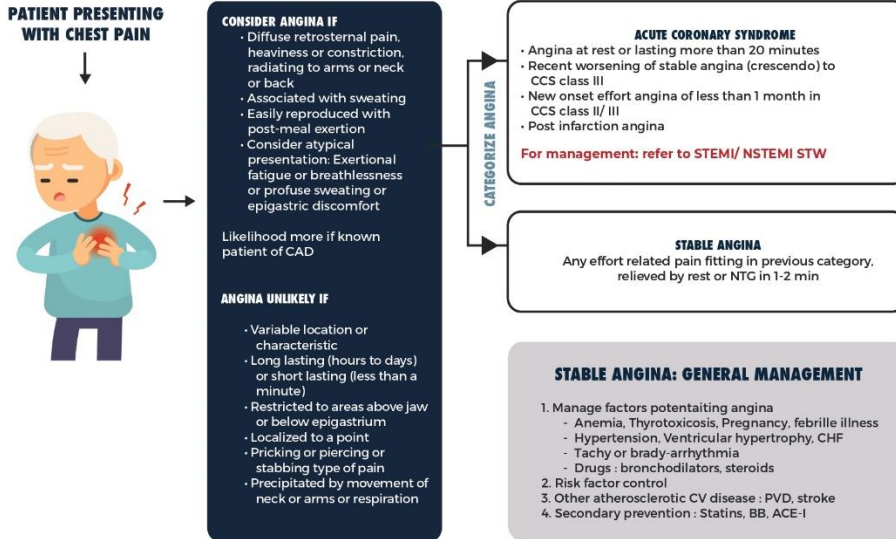 PATIENT PRESENTING
WITH CHEST PAIN
CONSIDER ANGINA IF
• Diffuse retrosternal pain,
heaviness or constriction,
radiating to arms or neck
or back
• Associated with sweating
• Easily reproduced with
post-meal exertion
• Consider atypical
presentation: Exertional
fatigue or breathlessness
or profuse sweating or
epigastric discomfort
Likelihood more if known
patient of CAD
ANGINA UNLIKELY IF
• Variable location or
characteristic
• Long lasting (hours to days)
or short lasting (less than a
minute)
• Restricted to areas above jaw
or below epigastrium
• Localized to a point
• Pricking or piercing or
stabbing type of pain
• Precipitated by movement of
neck or arms or respiration
CATEGORIZE ANGINA
ACUTE CORONARY SYNDROME
• Angina at rest or lasting more than 20 minutes
• Recent worsening of stable angina (crescendo) to
CCS class III
• New onset effort angina of less than 1 month in
CCS class II/ III
• Post infarction angina
For management: refer to STEMI/ NSTEMI STW
STABLE ANGINA
Any effort related pain fitting in previous category,
relieved by rest or NTG in 1-2 min
STABLE ANGINA: GENERAL MANAGEMENT
1. Manage factors potentaiting angina
- Anemia, Thyrotoxicosis, Pregnancy, febrille illness
- Hypertension, Ventricular hypertrophy, CHF
- Tachy or brady-arrhythmia
- Drugs : bronchodilators, steroids
2. Risk factor control
3. Other atherosclerotic CV disease : PVD, stroke
4. Secondary prevention : Statins, BB, ACE-I